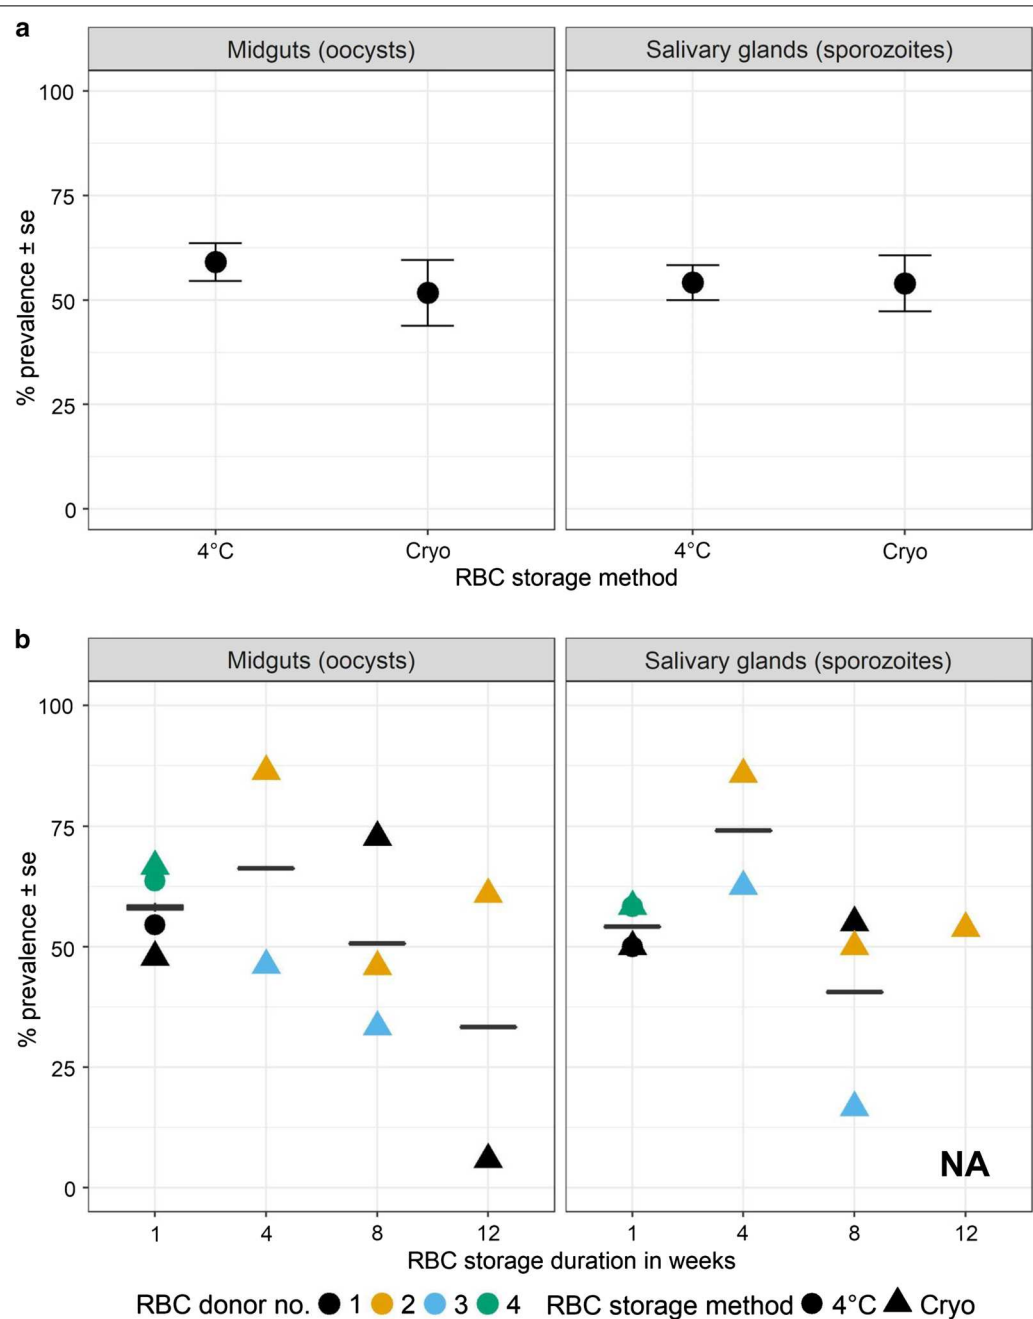 a
Midguts (oocysts)
Salivary glands (sporozoites)
% prevalence ± se
100
75
50
25
0
4°C
Cryo
4°C
Cryo
RBC storage method
b
Midguts (oocysts)
Salivary glands (sporozoites)
% prevalence ± se
100
75
50
25
0
NA
1
4
8
12
1
4
8
12
RBC storage duration in weeks
RBC donor no. 1 2 3 4 RBC storage method 4°C Cryo